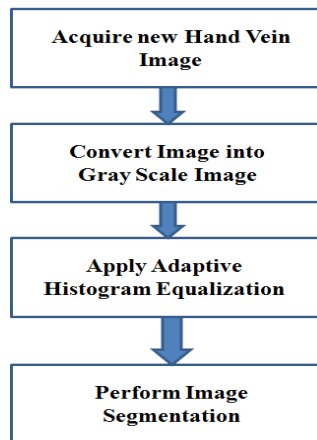 Acquire new Hand Vein
Image
Convert Image into
Gray Scale Image
Apply Adaptive
Histogram Equalization
Perform Image
Segmentation